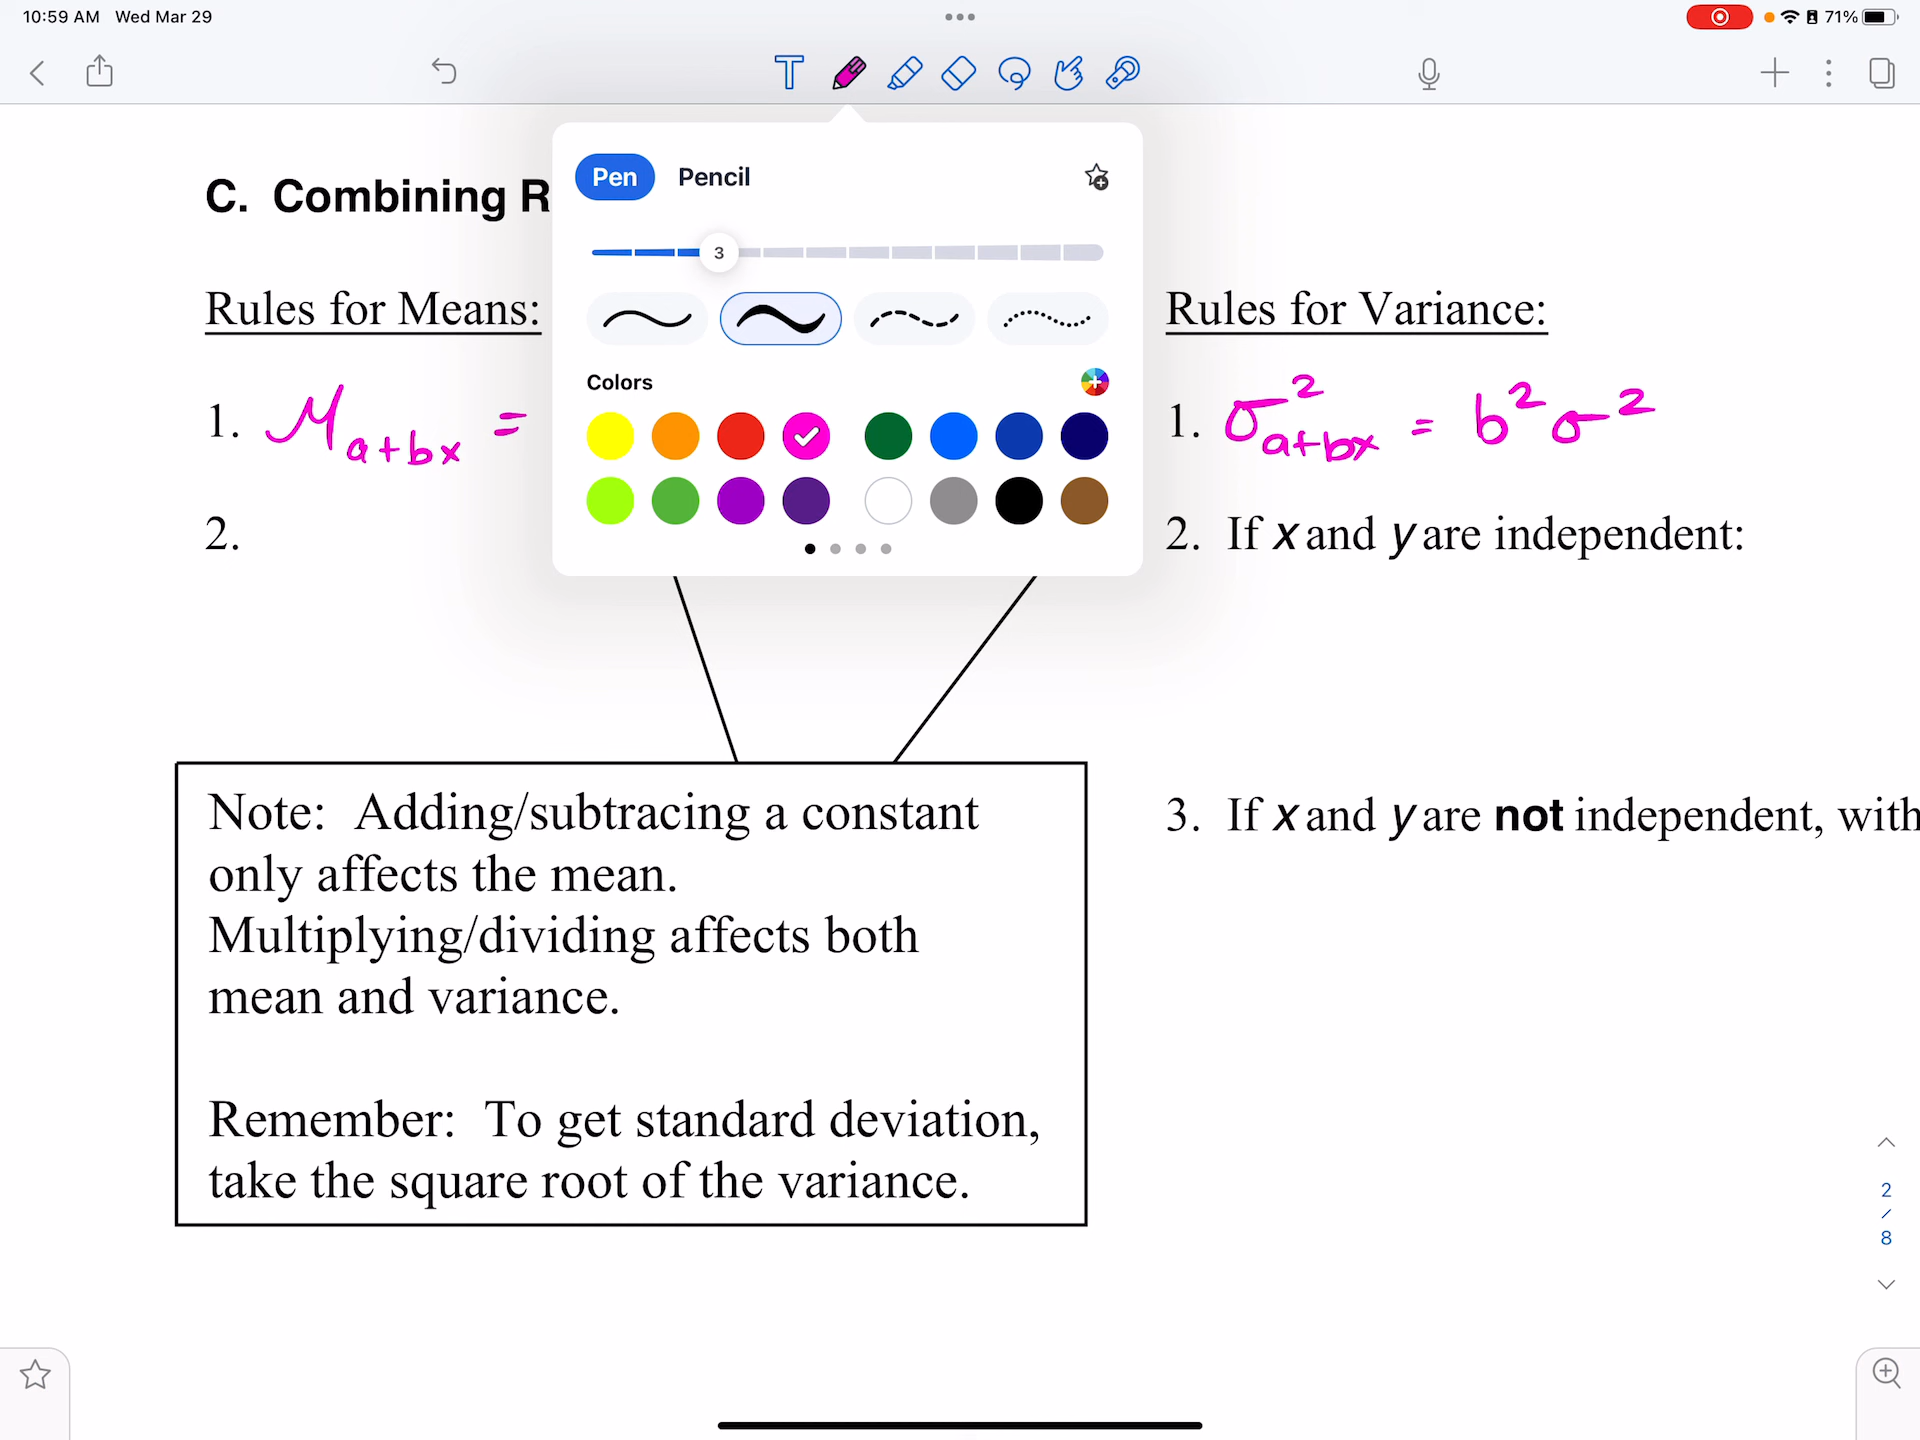 10:59 AM Wed Mar 29
71%
Pen Pencil
3
Colors
C. Combining R
Rules for Means:
1. μ a+bx =
2.
Note: Adding/subtracing a constant
only affects the mean.
Multiplying/dividing affects both
mean and variance.
Remember: To get standard deviation,
take the square root of the variance.
Rules for Variance:
1. σ² a+bx = b²σ²
2. If x and y are independent:
3. If x and y are not independent, with
2
/
8